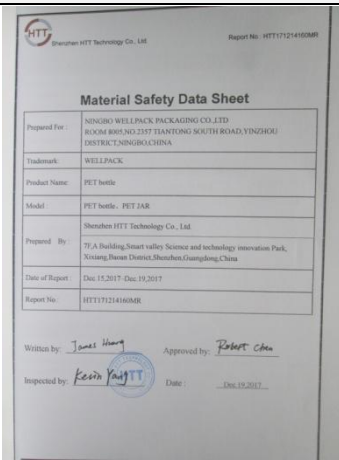 HTT
Shenzhen HTT Technology Co., Ltd.
Report No.: HTT171214160MR
Material Safety Data Sheet
Prepared For :
NINGBO WELLPACK PACKAGING CO.,LTD
ROOM 8005,NO.2357 TIANTONG SOUTH ROAD,YINZHOU
DISTRICT,NINGBO,CHINA
Trademark:
WELLPACK
Product Name:
PET bottle
Model:
PET bottle、PET JAR
Prepared By :
Shenzhen HTT Technology Co., Ltd.
7F,A Building,Smart valley Science and technology innovation Park,
Xixiang,Baoan District,Shenzhen,Guangdong,China
Date of Report :
Dec.15,2017-Dec.19,2017
Report No:
HTT171214160MR
Written by: James Huang
Approved by: Robert Chen
Inspected by: Kevin Yang
HTT
Date :
Dec.19,2017